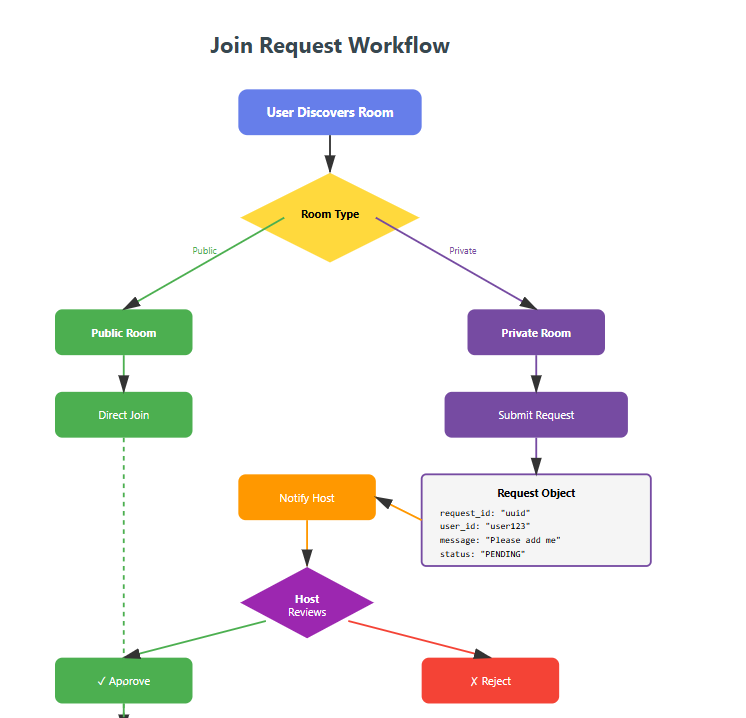 Join Request Workflow
User Discovers Room
Room Type
Public
Private
Public Room
Private Room
Direct Join
Submit Request
Notify Host
Request Object
request_id: "uuid"
user_id: "user123"
message: "Please add me"
status: "PENDING"
Host
Reviews
✓ Approve
✗ Reject